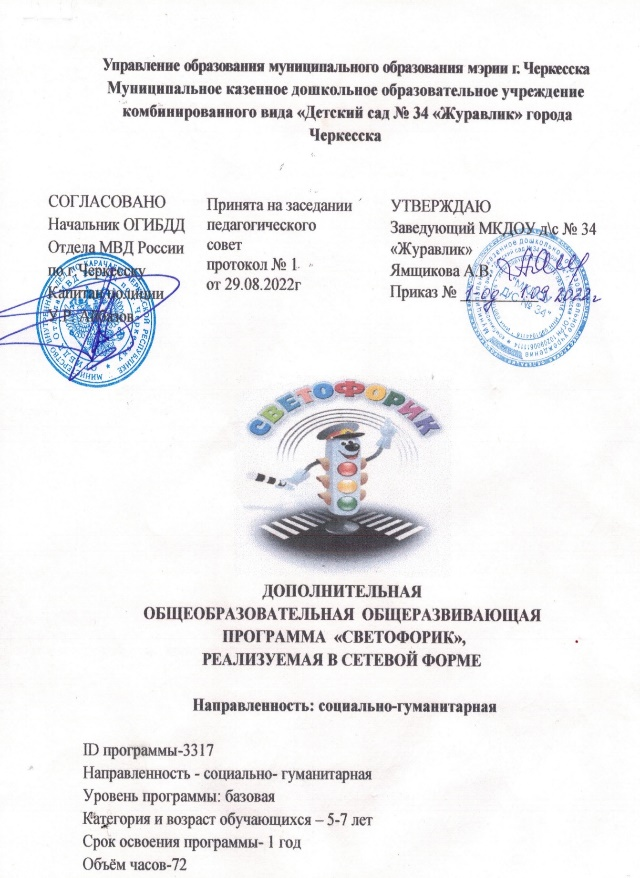 Управление образования муниципального образования мэрии г. Черкесска
Муниципальное казенное дошкольное образовательное учреждение
комбинированного вида «Детский сад № 34 «Журавлик» города
Черкесска
СОГЛАСОВАНО
Начальник ОГИБДД
Отдела МВД России
по г. Черкесску
Капитан полиции
У.Р.
Принята на заседании
педагогического
совет
протокол № 1
от 29.08.2022г
УТВЕРЖДАЮ
Заведующий МКДОУ д\с № 34
«Журавлик»
Ямщикова А.В.
Приказ № 1-од 1.09.2022г
СВЕТОФОРИК
ДОПОЛНИТЕЛЬНАЯ
ОБЩЕОБРАЗОВАТЕЛЬНАЯ ОБЩЕРАЗВИВАЮЩАЯ
ПРОГРАММА «СВЕТОФОРИК»,
РЕАЛИЗУЕМАЯ В СЕТЕВОЙ ФОРМЕ
Направленность: социально-гуманитарная
ID программы-3317
Направленность - социально- гуманитарная
Уровень программы: базовая
Категория и возраст обучающихся – 5-7 лет
Срок освоения программы- 1 год
Объём часов-72